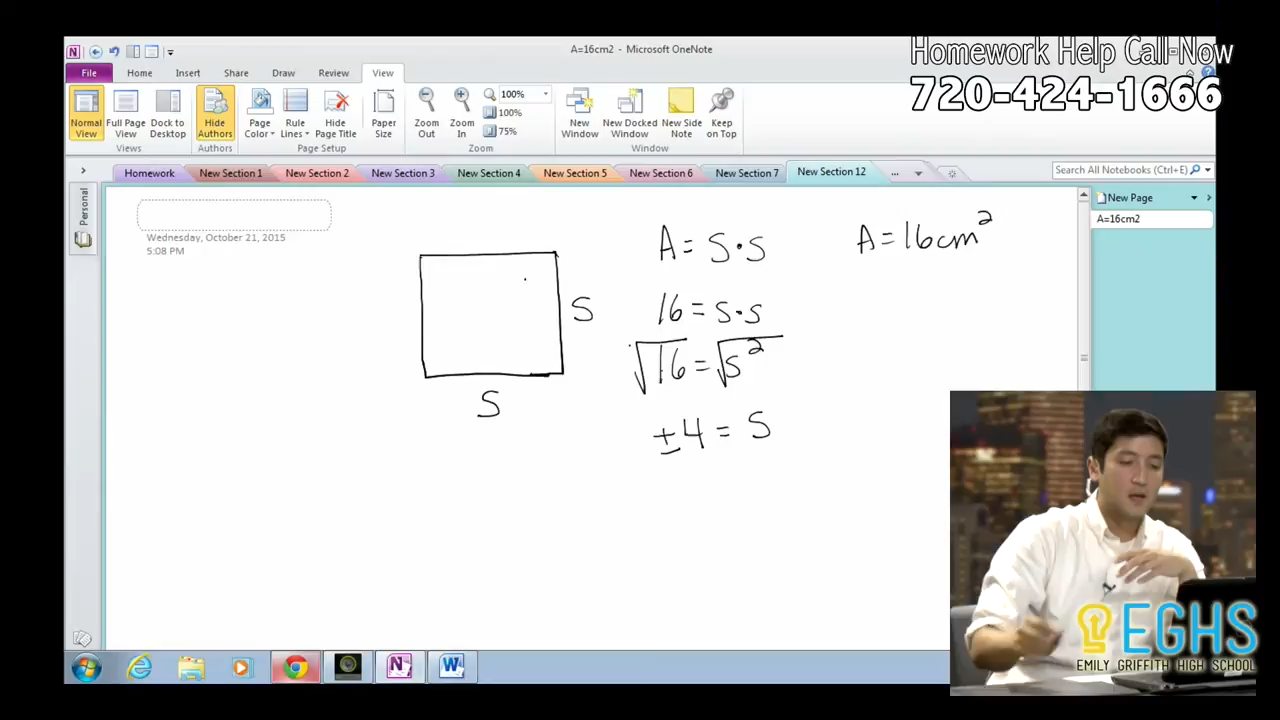 Homework Help Call-Now
720-424-1666
A=16cm2 - Microsoft OneNote
File Home Insert Share Draw Review View
Normal View
Full Page View
Dock to Desktop
Hide Authors
Page Color
Rule Lines
Hide Page Title
Paper Size
Zoom Out
Zoom In
100%
100%
75%
New Window
New Docked Window
New Side Note
Keep on Top
Views Authors Page Setup Zoom Window
Homework New Section 1 New Section 2 New Section 3 New Section 4 New Section 5 New Section 6 New Section 7 New Section 12 ...
Search All Notebooks (Ctrl+E)
Personal
New Page
A=16cm2
Wednesday, October 21, 2015
5:08 PM
S
S
A = S·S
16 = S·S
√16 = √S²
±4 = S
A=16cm²
EGHS
EMILY GRIFFITH HIGH SCHOOL